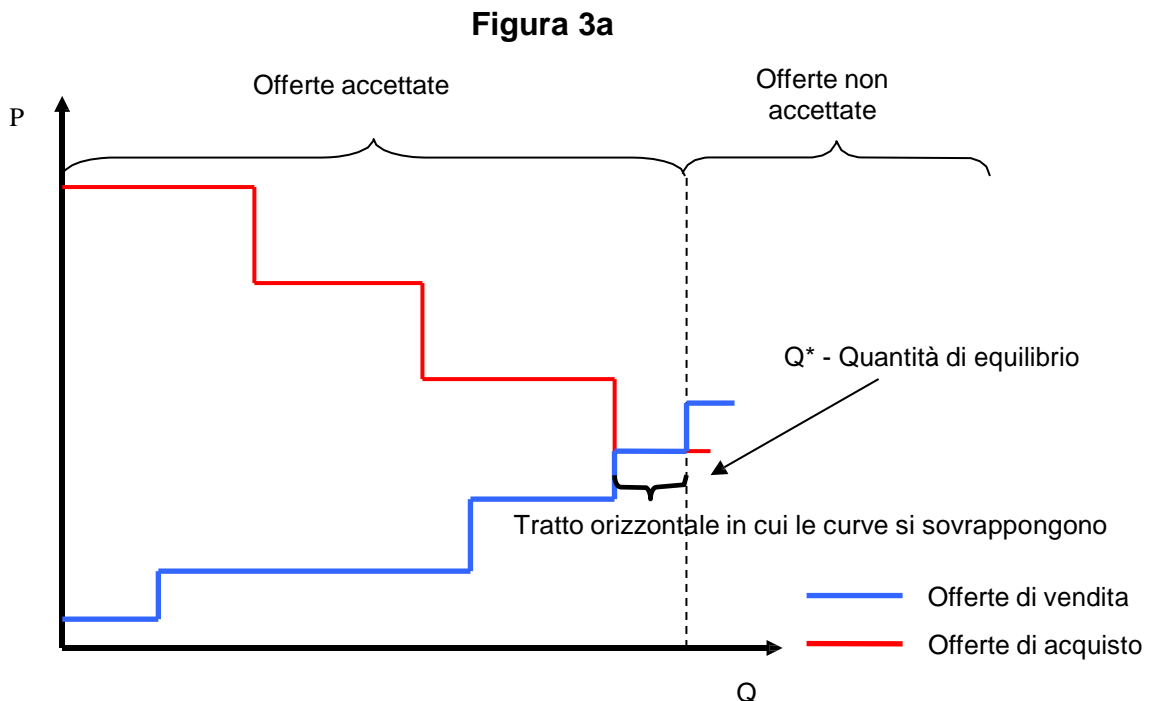 Figura 3a
Offerte accettate
Offerte non
accettate
P
Q* - Quantità di equilibrio
Tratto orizzontale in cui le curve si sovrappongono
Offerte di vendita
Offerte di acquisto
Q